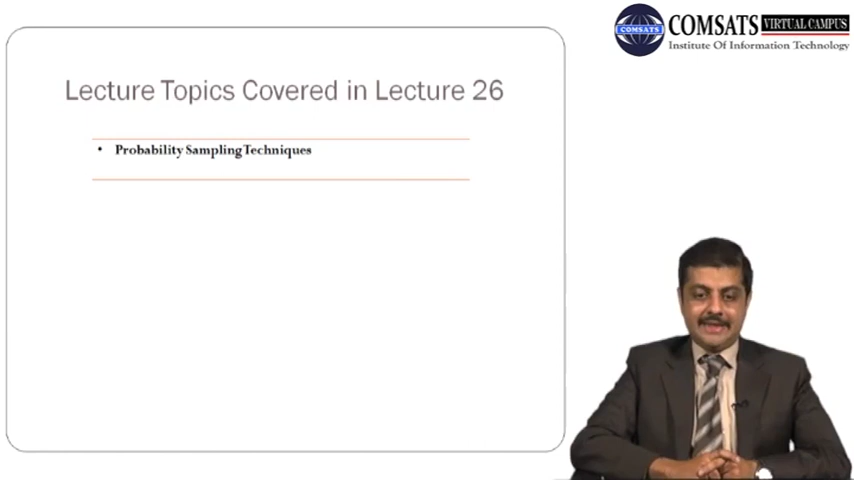 COMSATS VIRTUAL CAMPUS
COMSATS
Institute Of Information Technology
Lecture Topics Covered in Lecture 26
• Probability Sampling Techniques